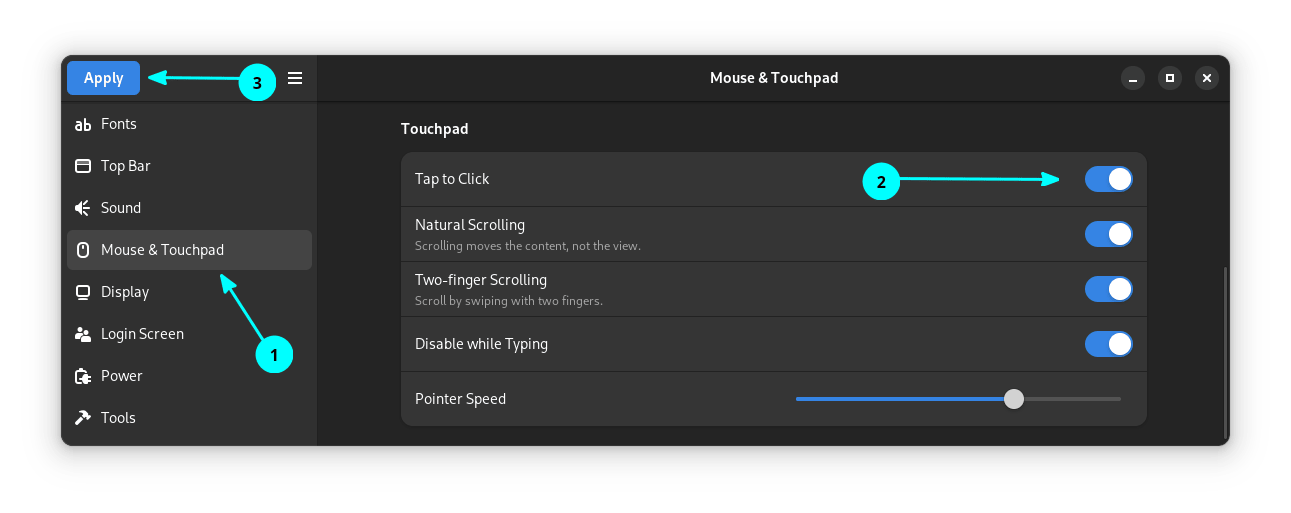 Apply
3
Mouse & Touchpad
Fonts
Top Bar
Sound
Mouse & Touchpad
Display
Login Screen
Power
Tools
1
Touchpad
Tap to Click
2
Natural Scrolling
Scrolling moves the content, not the view.
Two-finger Scrolling
Scroll by swiping with two fingers.
Disable while Typing
Pointer Speed